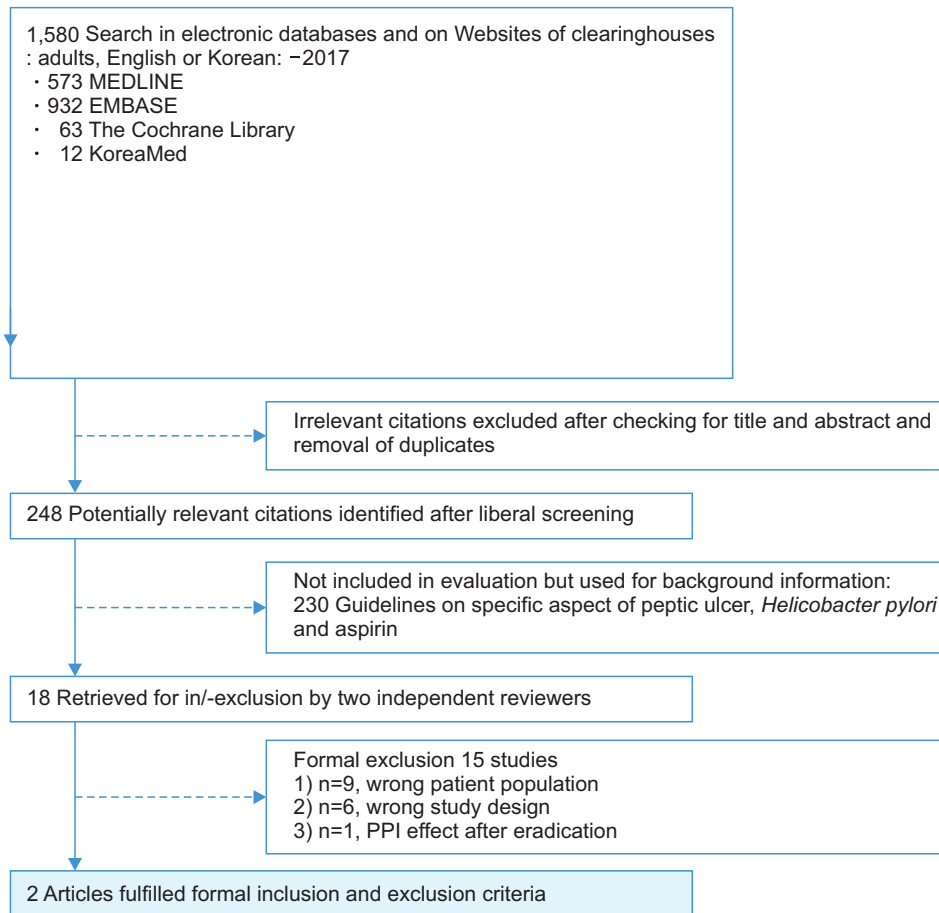 1,580 Search in electronic databases and on Websites of clearinghouses
: adults, English or Korean: −2017
· 573 MEDLINE
· 932 EMBASE
· 63 The Cochrane Library
· 12 KoreaMed
Irrelevant citations excluded after checking for title and abstract and
removal of duplicates
248 Potentially relevant citations identified after liberal screening
Not included in evaluation but used for background information:
230 Guidelines on specific aspect of peptic ulcer, Helicobacter pylori
and aspirin
18 Retrieved for in/-exclusion by two independent reviewers
Formal exclusion 15 studies
1) n=9, wrong patient population
2) n=6, wrong study design
3) n=1, PPI effect after eradication
2 Articles fulfilled formal inclusion and exclusion criteria